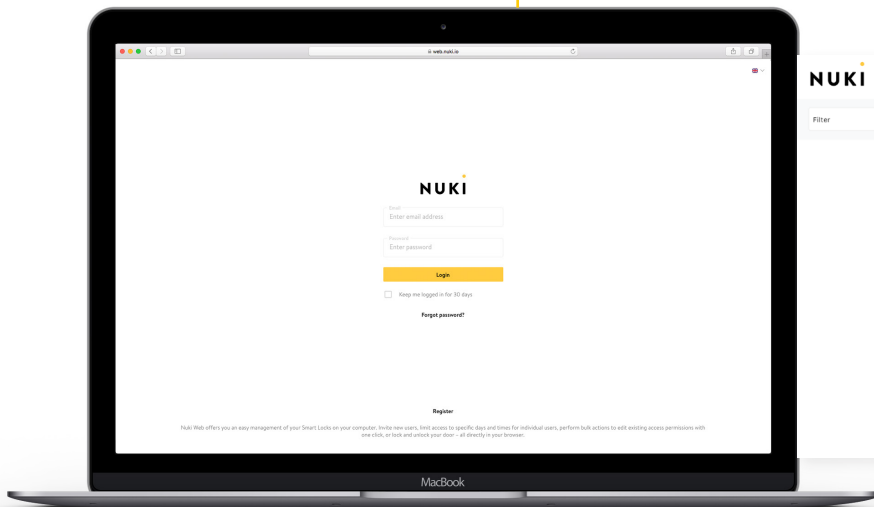 web.nuki.io
NUKI
Email
Enter email address
Password
Enter password
Login
Keep me logged in for 30 days
Forgot password?
Register
Nuki Web offers you an easy management of your Smart Locks on your computer. Invite new users, limit access to specific days and times for individual users, perform bulk actions to edit existing access permissions with
one click, or lock and unlock your door – all directly in your browser.
MacBook
NUKI
Filter